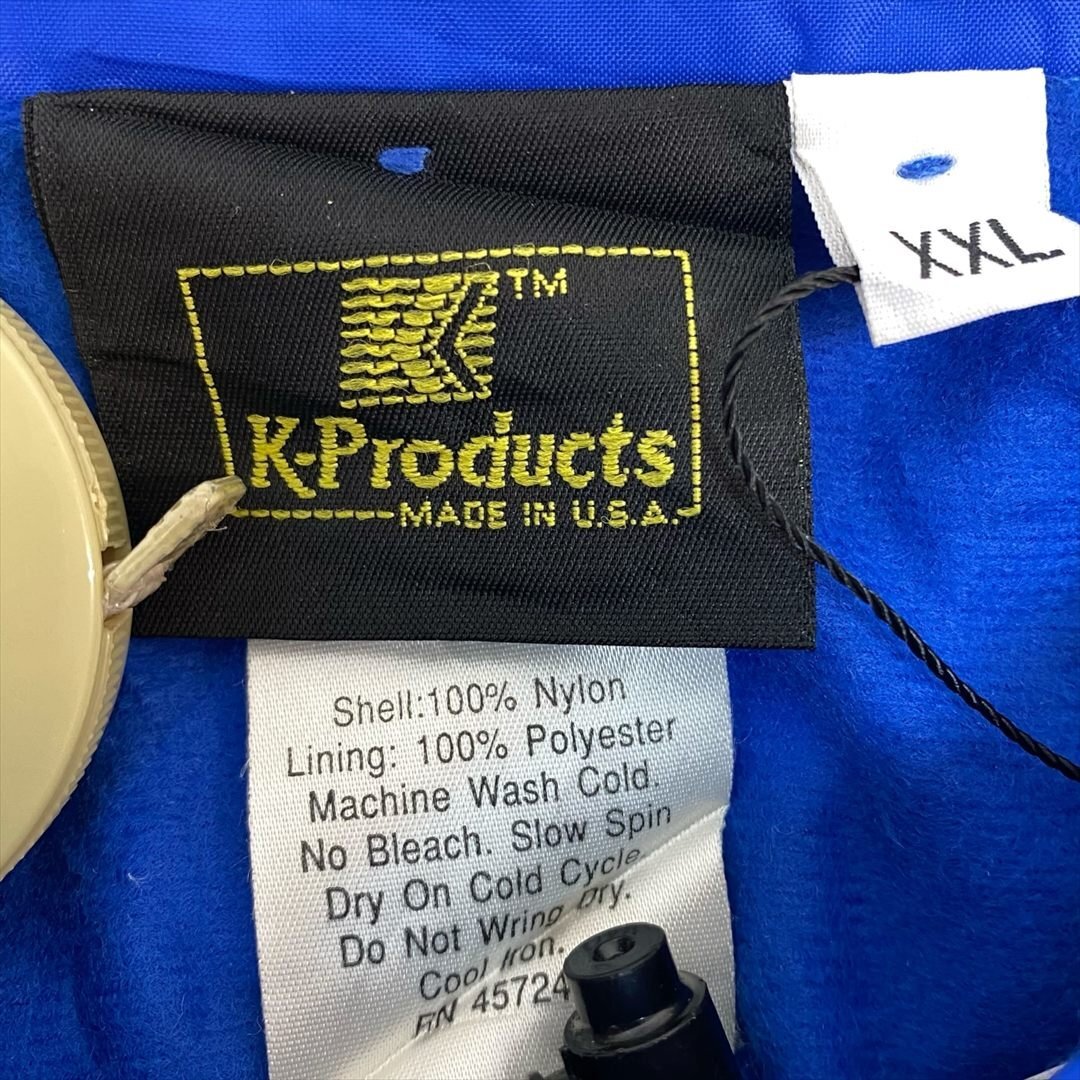 XXL
TM
K-Products
MADE IN U.S.A.
Shell:100% Nylon
Lining: 100% Polyester
Machine Wash Cold.
No Bleach. Slow Spin
Dry On Cold Cycle.
Do Not Wring Dry.
Cool Iron.
RN 45724